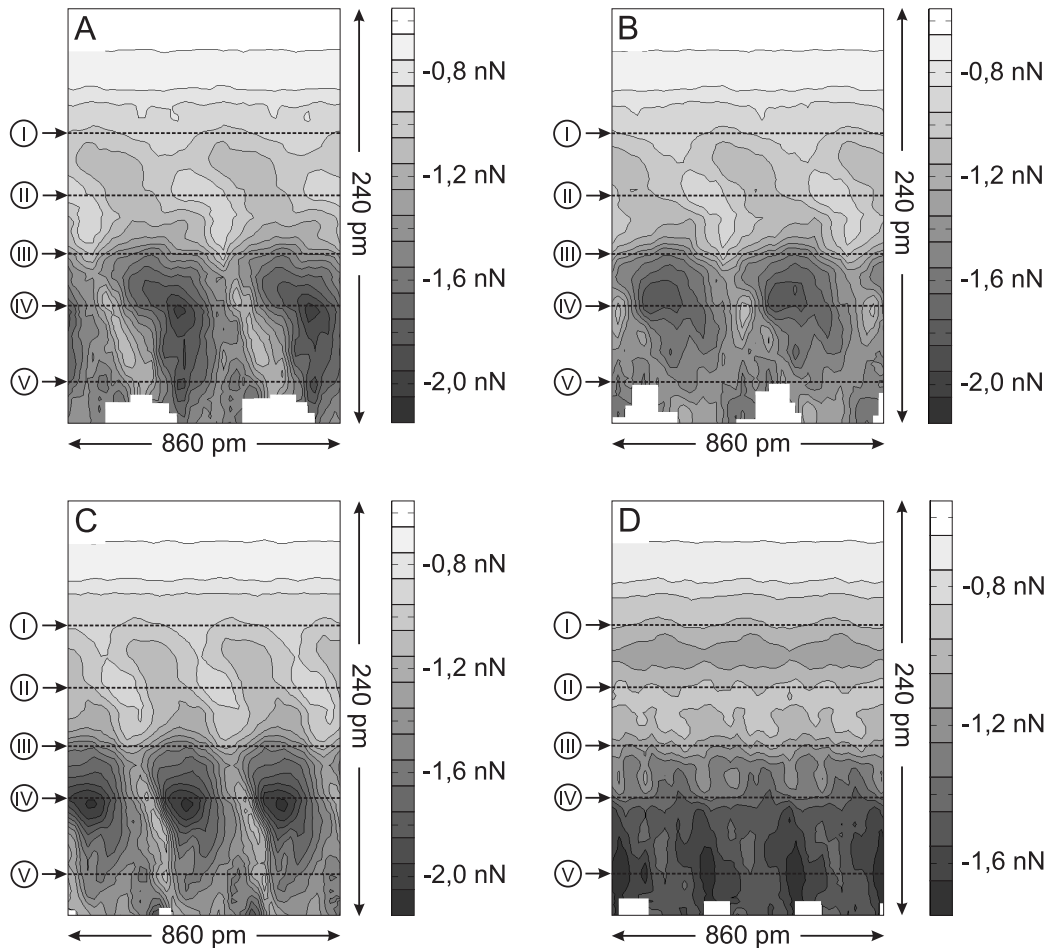 A
-0,8 nN
-1,2 nN
-1,6 nN
-2,0 nN
I
II
III
IV
V
240 pm
860 pm
B
-0,8 nN
-1,2 nN
-1,6 nN
-2,0 nN
I
II
III
IV
V
240 pm
860 pm
C
-0,8 nN
-1,2 nN
-1,6 nN
-2,0 nN
I
II
III
IV
V
240 pm
860 pm
D
-0,8 nN
-1,2 nN
-1,6 nN
I
II
III
IV
V
240 pm
860 pm